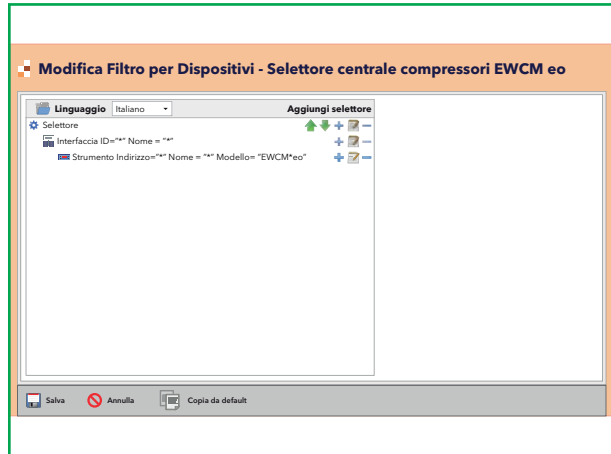 Modifica Filtro per Dispositivi - Selettore centrale compressori EWCM eo
Linguaggio Italiano Aggiungi selettore
Selettore
Interfaccia ID="*" Nome = "*"
Strumento Indirizzo="*" Nome = "*" Modello= "EWCM*eo"
Salva Annulla Copia da default